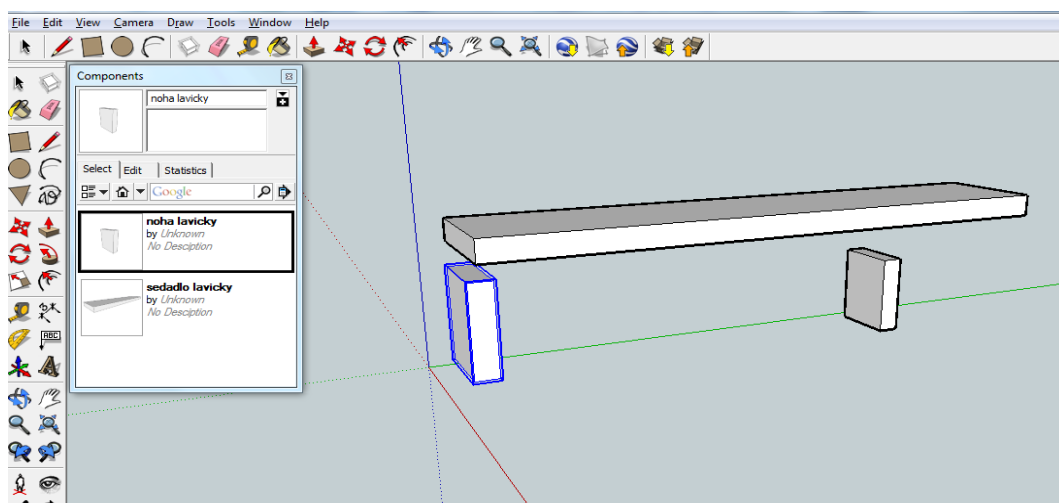 File Edit View Camera Draw Tools Window Help
Components
noha lavicky
Select Edit Statistics
Google
noha lavicky
by Unknown
No Desciption
sedadlo lavicky
by Unknown
No Desciption
ABC